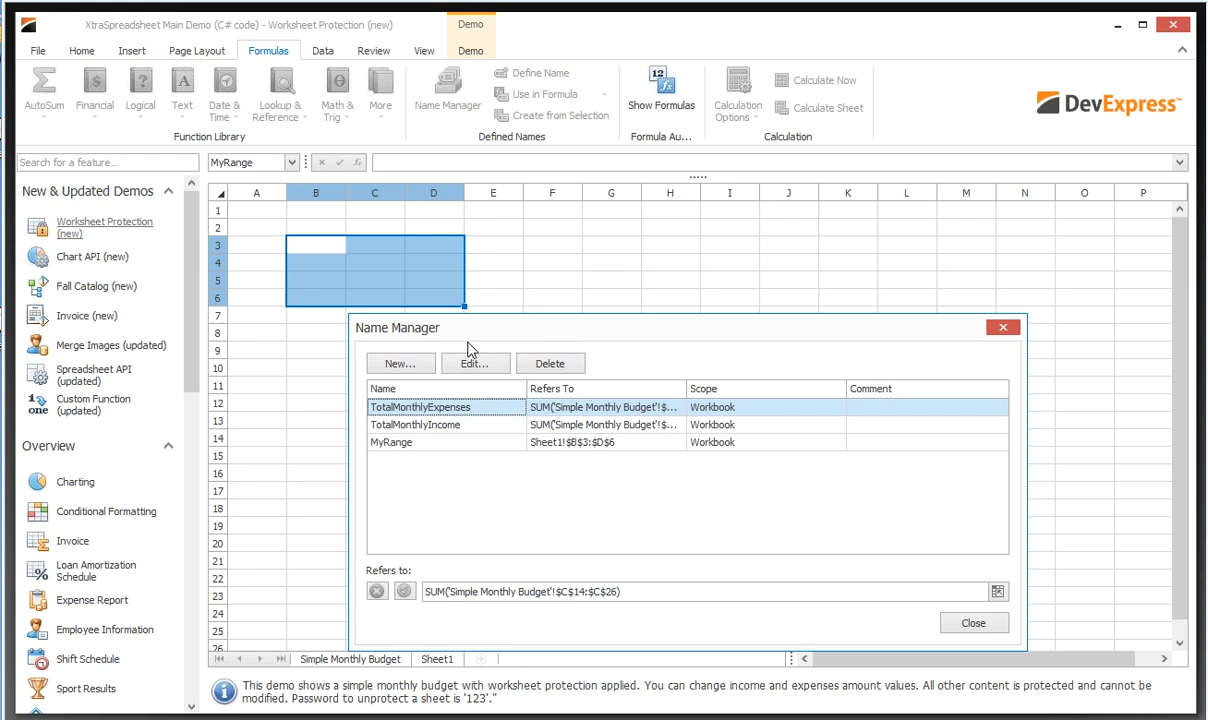 XtraSpreadsheet Main Demo (C# code) - Worksheet Protection (new)
Demo
File Home Insert Page Layout Formulas Data Review View Demo
AutoSum Financial Logical Text Date & Time Lookup & Reference Math & Trig More
Function Library
Name Manager
Define Name
Use in Formula
Create from Selection
Defined Names
12
fx
Show Formulas
Formula Au...
Calculation Options
Calculate Now
Calculate Sheet
Calculation
DevExpress™
Search for a feature...
MyRange
fx
New & Updated Demos
Worksheet Protection
(new)
Chart API (new)
Fall Catalog (new)
Invoice (new)
Merge Images (updated)
Spreadsheet API
(updated)
Custom Function
(updated)
Overview
Charting
Conditional Formatting
Invoice
Loan Amortization
Schedule
Expense Report
Employee Information
Shift Schedule
Sport Results
A B C D E F G H I J K L M N O P
1
2
3
4
5
6
7
8
9
10
11
12
13
14
15
16
17
18
19
20
21
22
23
24
25
26
Name Manager
New... Edit... Delete
Name Refers To Scope Comment
TotalMonthlyExpenses SUM('Simple Monthly Budget'!$... Workbook
TotalMonthlyIncome SUM('Simple Monthly Budget'!$... Workbook
MyRange Sheet1!$B$3:$D$6 Workbook
Refers to:
SUM('Simple Monthly Budget'!$C$14:$C$26)
Close
Simple Monthly Budget Sheet1
This demo shows a simple monthly budget with worksheet protection applied. You can change income and expenses amount values. All other content is protected and cannot be
modified. Password to unprotect a sheet is '123'."